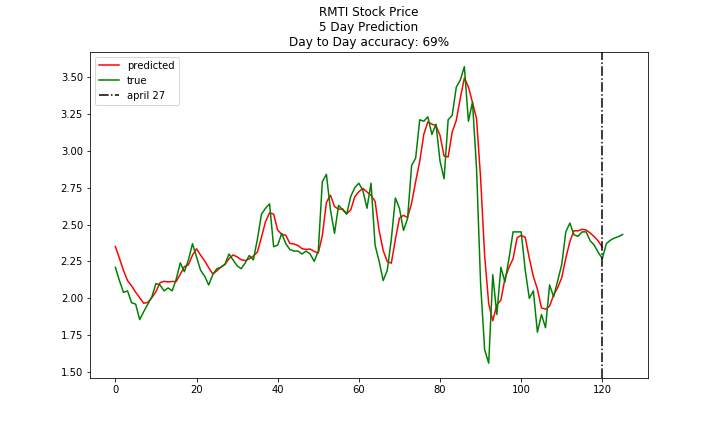 RMTI Stock Price
5 Day Prediction
Day to Day accuracy: 69%
predicted
true
april 27
3.50
3.25
3.00
2.75
2.50
2.25
2.00
1.75
1.50
0 20 40 60 80 100 120